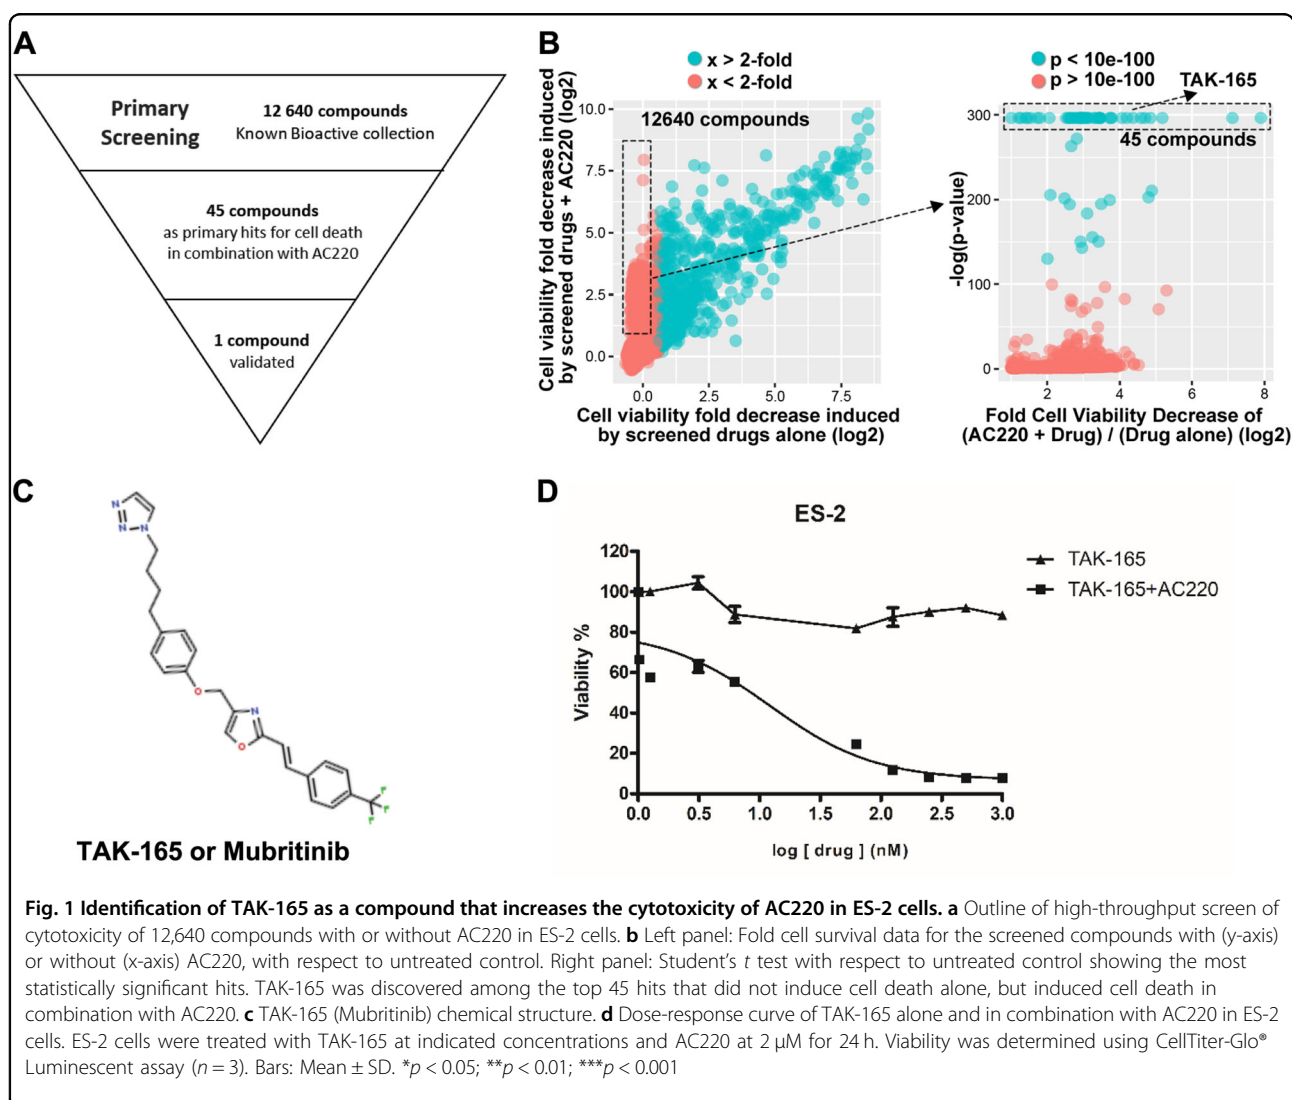 A
Primary
Screening
12 640 compounds
Known Bioactive collection
45 compounds
as primary hits for cell death
in combination with AC220
1 compound
validated
B
x > 2-fold
x < 2-fold
12640 compounds
10.0
7.5
5.0
2.5
0.0
0.0
2.5
5.0
7.5
Cell viability fold decrease induced
by screened drugs + AC220 (log2)
Cell viability fold decrease induced
by screened drugs alone (log2)
p < 10e-100
p > 10e-100
TAK-165
45 compounds
300
200
100
0
2
4
6
8
-log(p-value)
Fold Cell Viability Decrease of
(AC220 + Drug) / (Drug alone) (log2)
C
N
N
N
O
N
O
F
F
F
TAK-165 or Mubritinib
D
ES-2
120
100
80
60
40
20
0
0.0
0.5
1.0
1.5
2.0
2.5
3.0
Viability %
log [ drug ] (nM)
TAK-165
TAK-165+AC220
Fig. 1 Identification of TAK-165 as a compound that increases the cytotoxicity of AC220 in ES-2 cells. a Outline of high-throughput screen of
cytotoxicity of 12,640 compounds with or without AC220 in ES-2 cells. b Left panel: Fold cell survival data for the screened compounds with (y-axis)
or without (x-axis) AC220, with respect to untreated control. Right panel: Student's t test with respect to untreated control showing the most
statistically significant hits. TAK-165 was discovered among the top 45 hits that did not induce cell death alone, but induced cell death in
combination with AC220. c TAK-165 (Mubritinib) chemical structure. d Dose-response curve of TAK-165 alone and in combination with AC220 in ES-2
cells. ES-2 cells were treated with TAK-165 at indicated concentrations and AC220 at 2 µM for 24 h. Viability was determined using CellTiter-Glo®
Luminescent assay (n = 3). Bars: Mean ± SD. *p < 0.05; **p < 0.01; ***p < 0.001